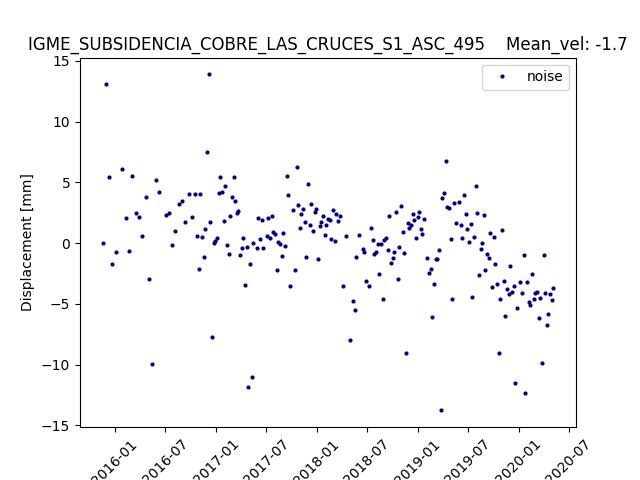 IGME_SUBSIDENCIA_COBRE_LAS_CRUCES_S1_ASC_495 Mean_vel: -1.7
noise
Displacement [mm]
15
10
5
0
−5
−10
−15
2016-01 2016-07 2017-01 2017-07 2018-01 2018-07 2019-01 2019-07 2020-01 2020-07